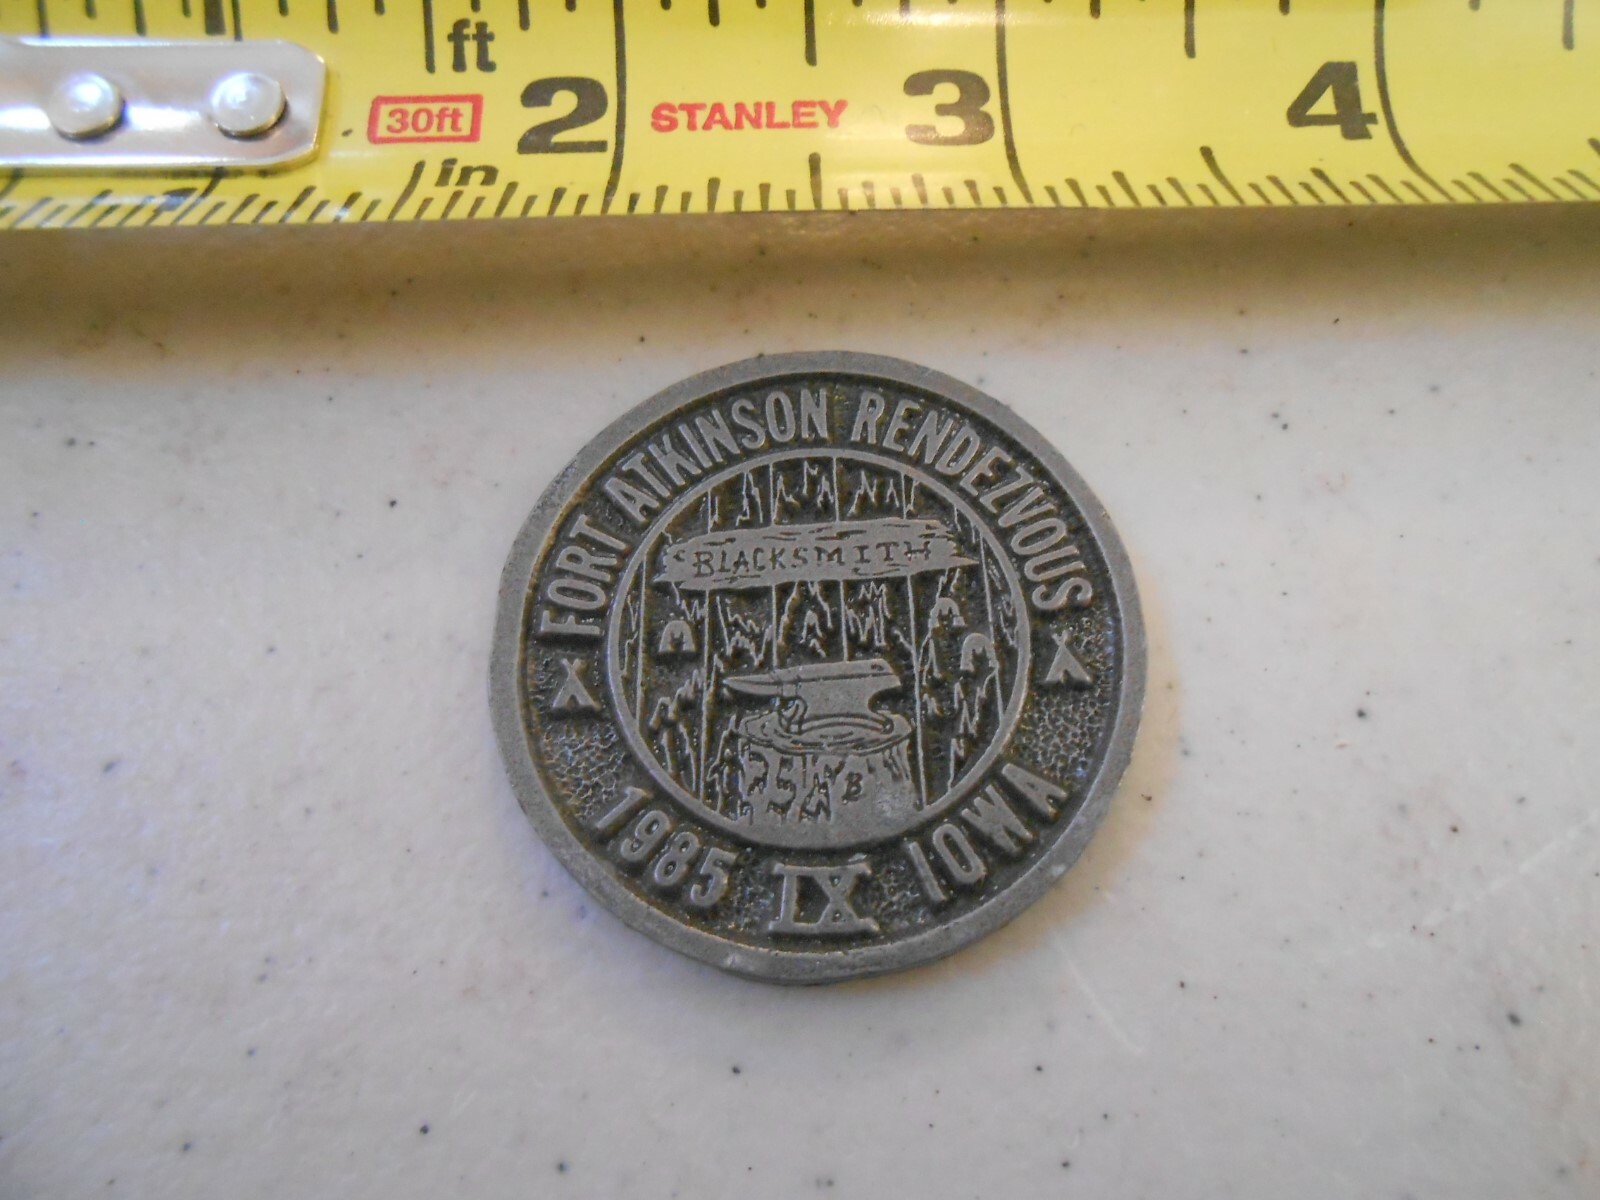 ft
30ft 2 STANLEY 3 4
in
FORT ATKINSON RENDEZVOUS
BLACKSMITH
B
1985 IX IOWA